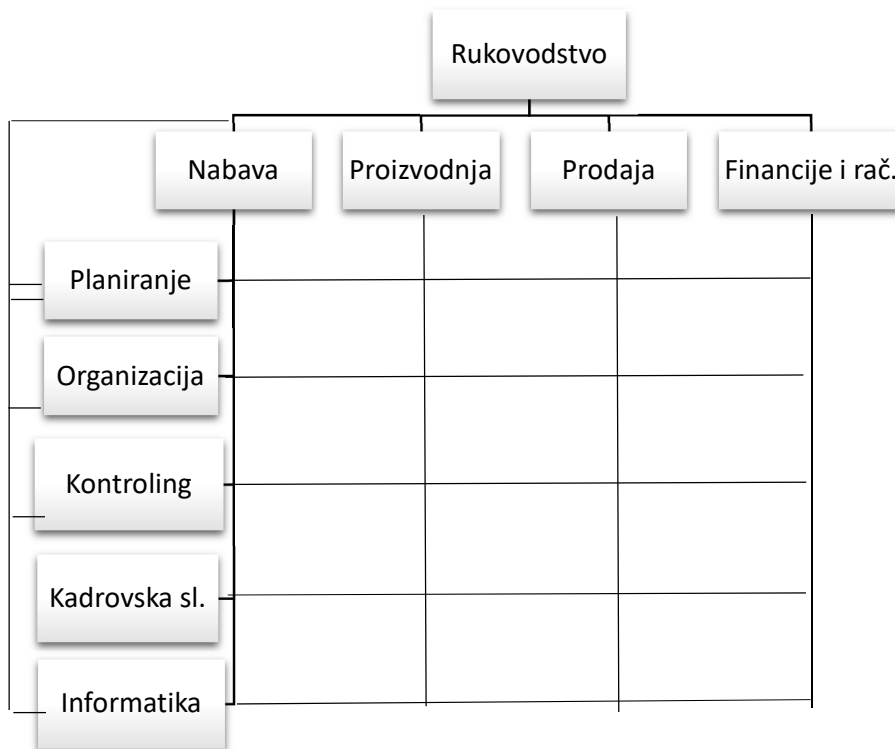 Rukovodstvo
Nabava
Proizvodnja
Prodaja
Financije i rač.
Planiranje
Organizacija
Kontroling
Kadrovska sl.
Informatika